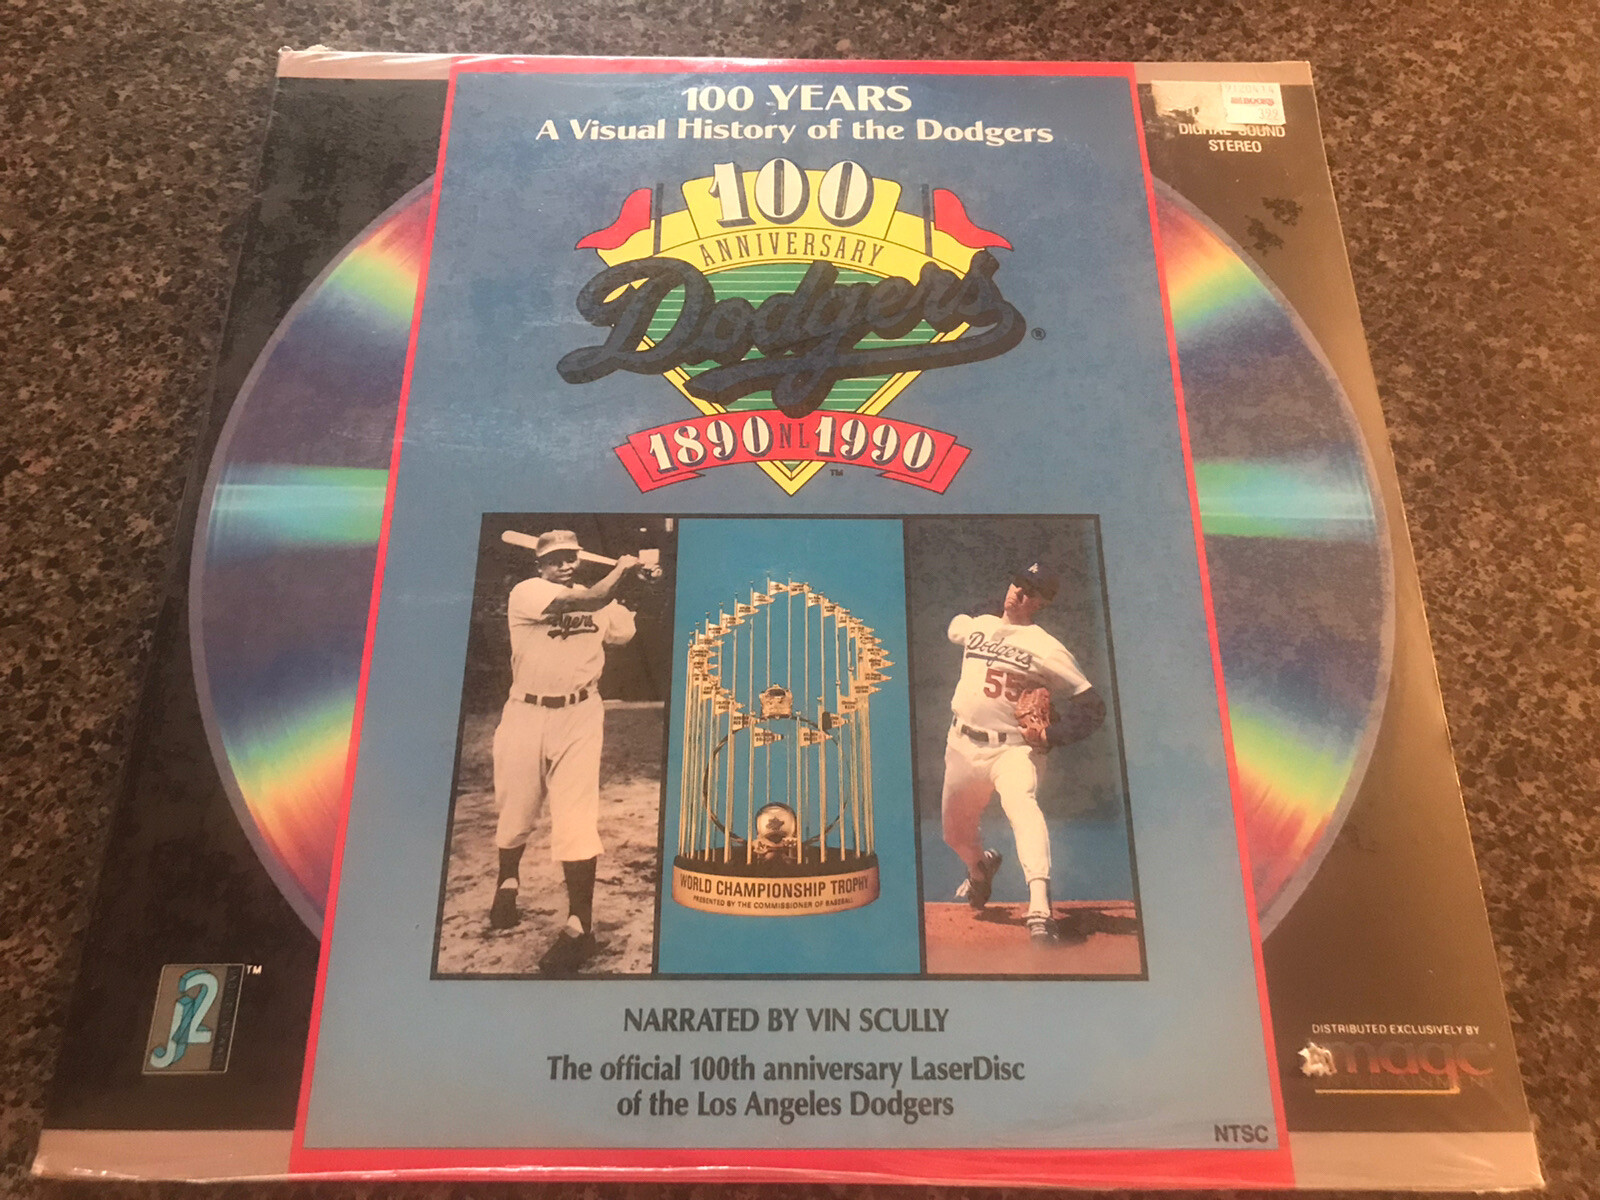 100 YEARS
A Visual History of the Dodgers
DIGITAL SOUND
STEREO
100
ANNIVERSARY
Dodgers®
1890 NL 1990
™
Dodgers
55
WORLD CHAMPIONSHIP TROPHY
PRESENTED BY THE COMMISSIONER OF BASEBALL
J2
™
NARRATED BY VIN SCULLY
The official 100th anniversary LaserDisc
of the Los Angeles Dodgers
DISTRIBUTED EXCLUSIVELY BY
NTSC